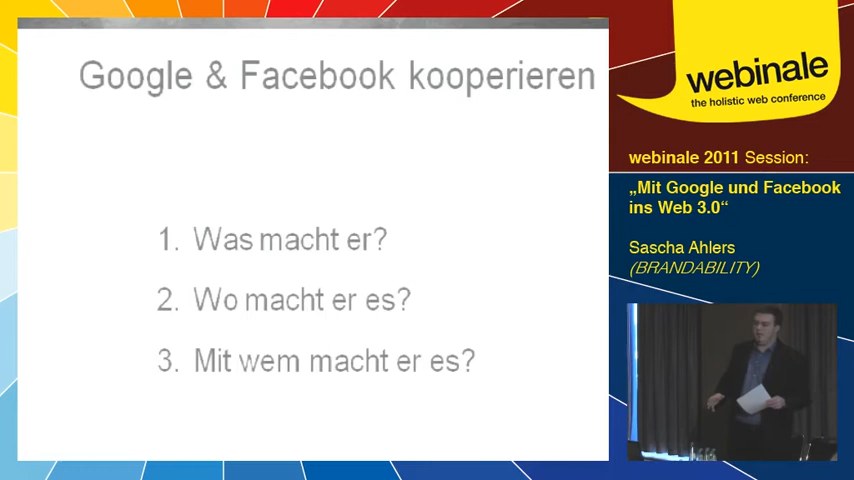 Google & Facebook kooperieren
1. Was macht er?
2. Wo macht er es?
3. Mit wem macht er es?
webinale
the holistic web conference
webinale 2011 Session:
„Mit Google und Facebook
ins Web 3.0“
Sascha Ahlers
(BRANDABILITY)